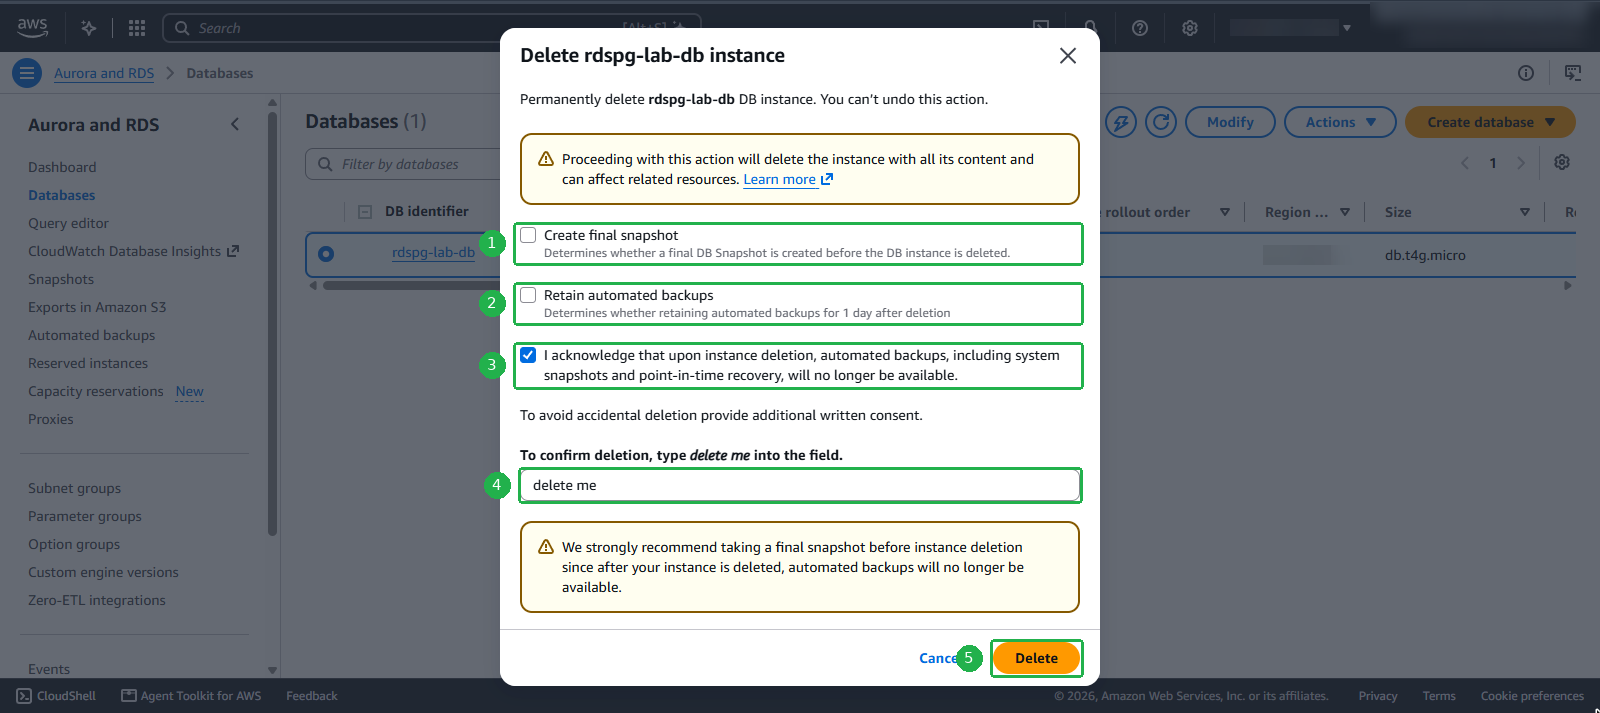 aws
Search
[Alt+S]
Aurora and RDS
Databases
Aurora and RDS
Dashboard
Databases
Query editor
CloudWatch Database Insights
Snapshots
Exports in Amazon S3
Automated backups
Reserved instances
Capacity reservations New
Proxies
Subnet groups
Parameter groups
Option groups
Custom engine versions
Zero-ETL integrations
Events
Databases (1)
Filter by databases
Modify
Actions
Create database
1
DB identifier
rollout order
Region ...
Size
rdspg-lab-db
db.t4g.micro
Delete rdspg-lab-db instance
Permanently delete rdspg-lab-db DB instance. You can't undo this action.
Proceeding with this action will delete the instance with all its content and
can affect related resources. Learn more
1
Create final snapshot
Determines whether a final DB Snapshot is created before the DB instance is deleted.
2
Retain automated backups
Determines whether retaining automated backups for 1 day after deletion
3
I acknowledge that upon instance deletion, automated backups, including system
snapshots and point-in-time recovery, will no longer be available.
To avoid accidental deletion provide additional written consent.
To confirm deletion, type delete me into the field.
4
delete me
We strongly recommend taking a final snapshot before instance deletion
since after your instance is deleted, automated backups will no longer be
available.
5
Delete
CloudShell
Agent Toolkit for AWS
Feedback
© 2026, Amazon Web Services, Inc. or its affiliates.
Privacy
Terms
Cookie preferences